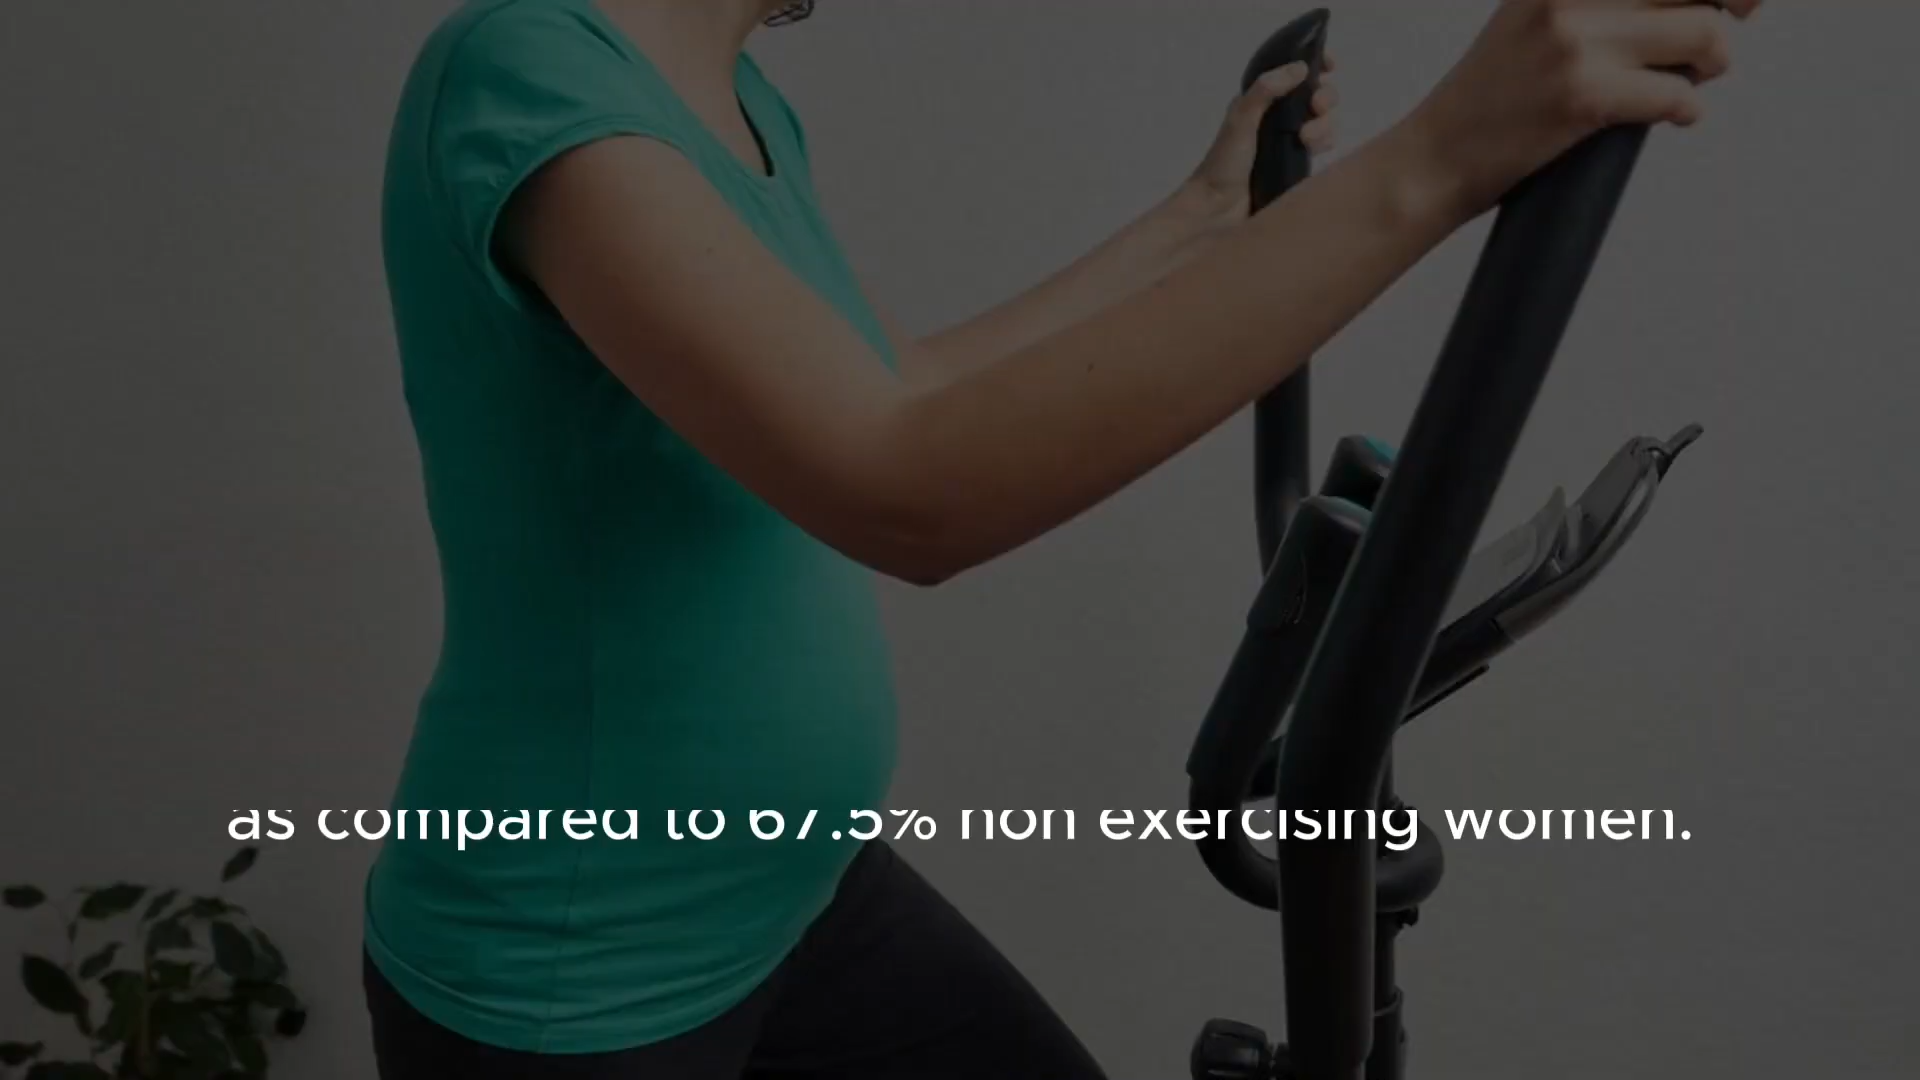 as compared to 67.5% non exercising women.